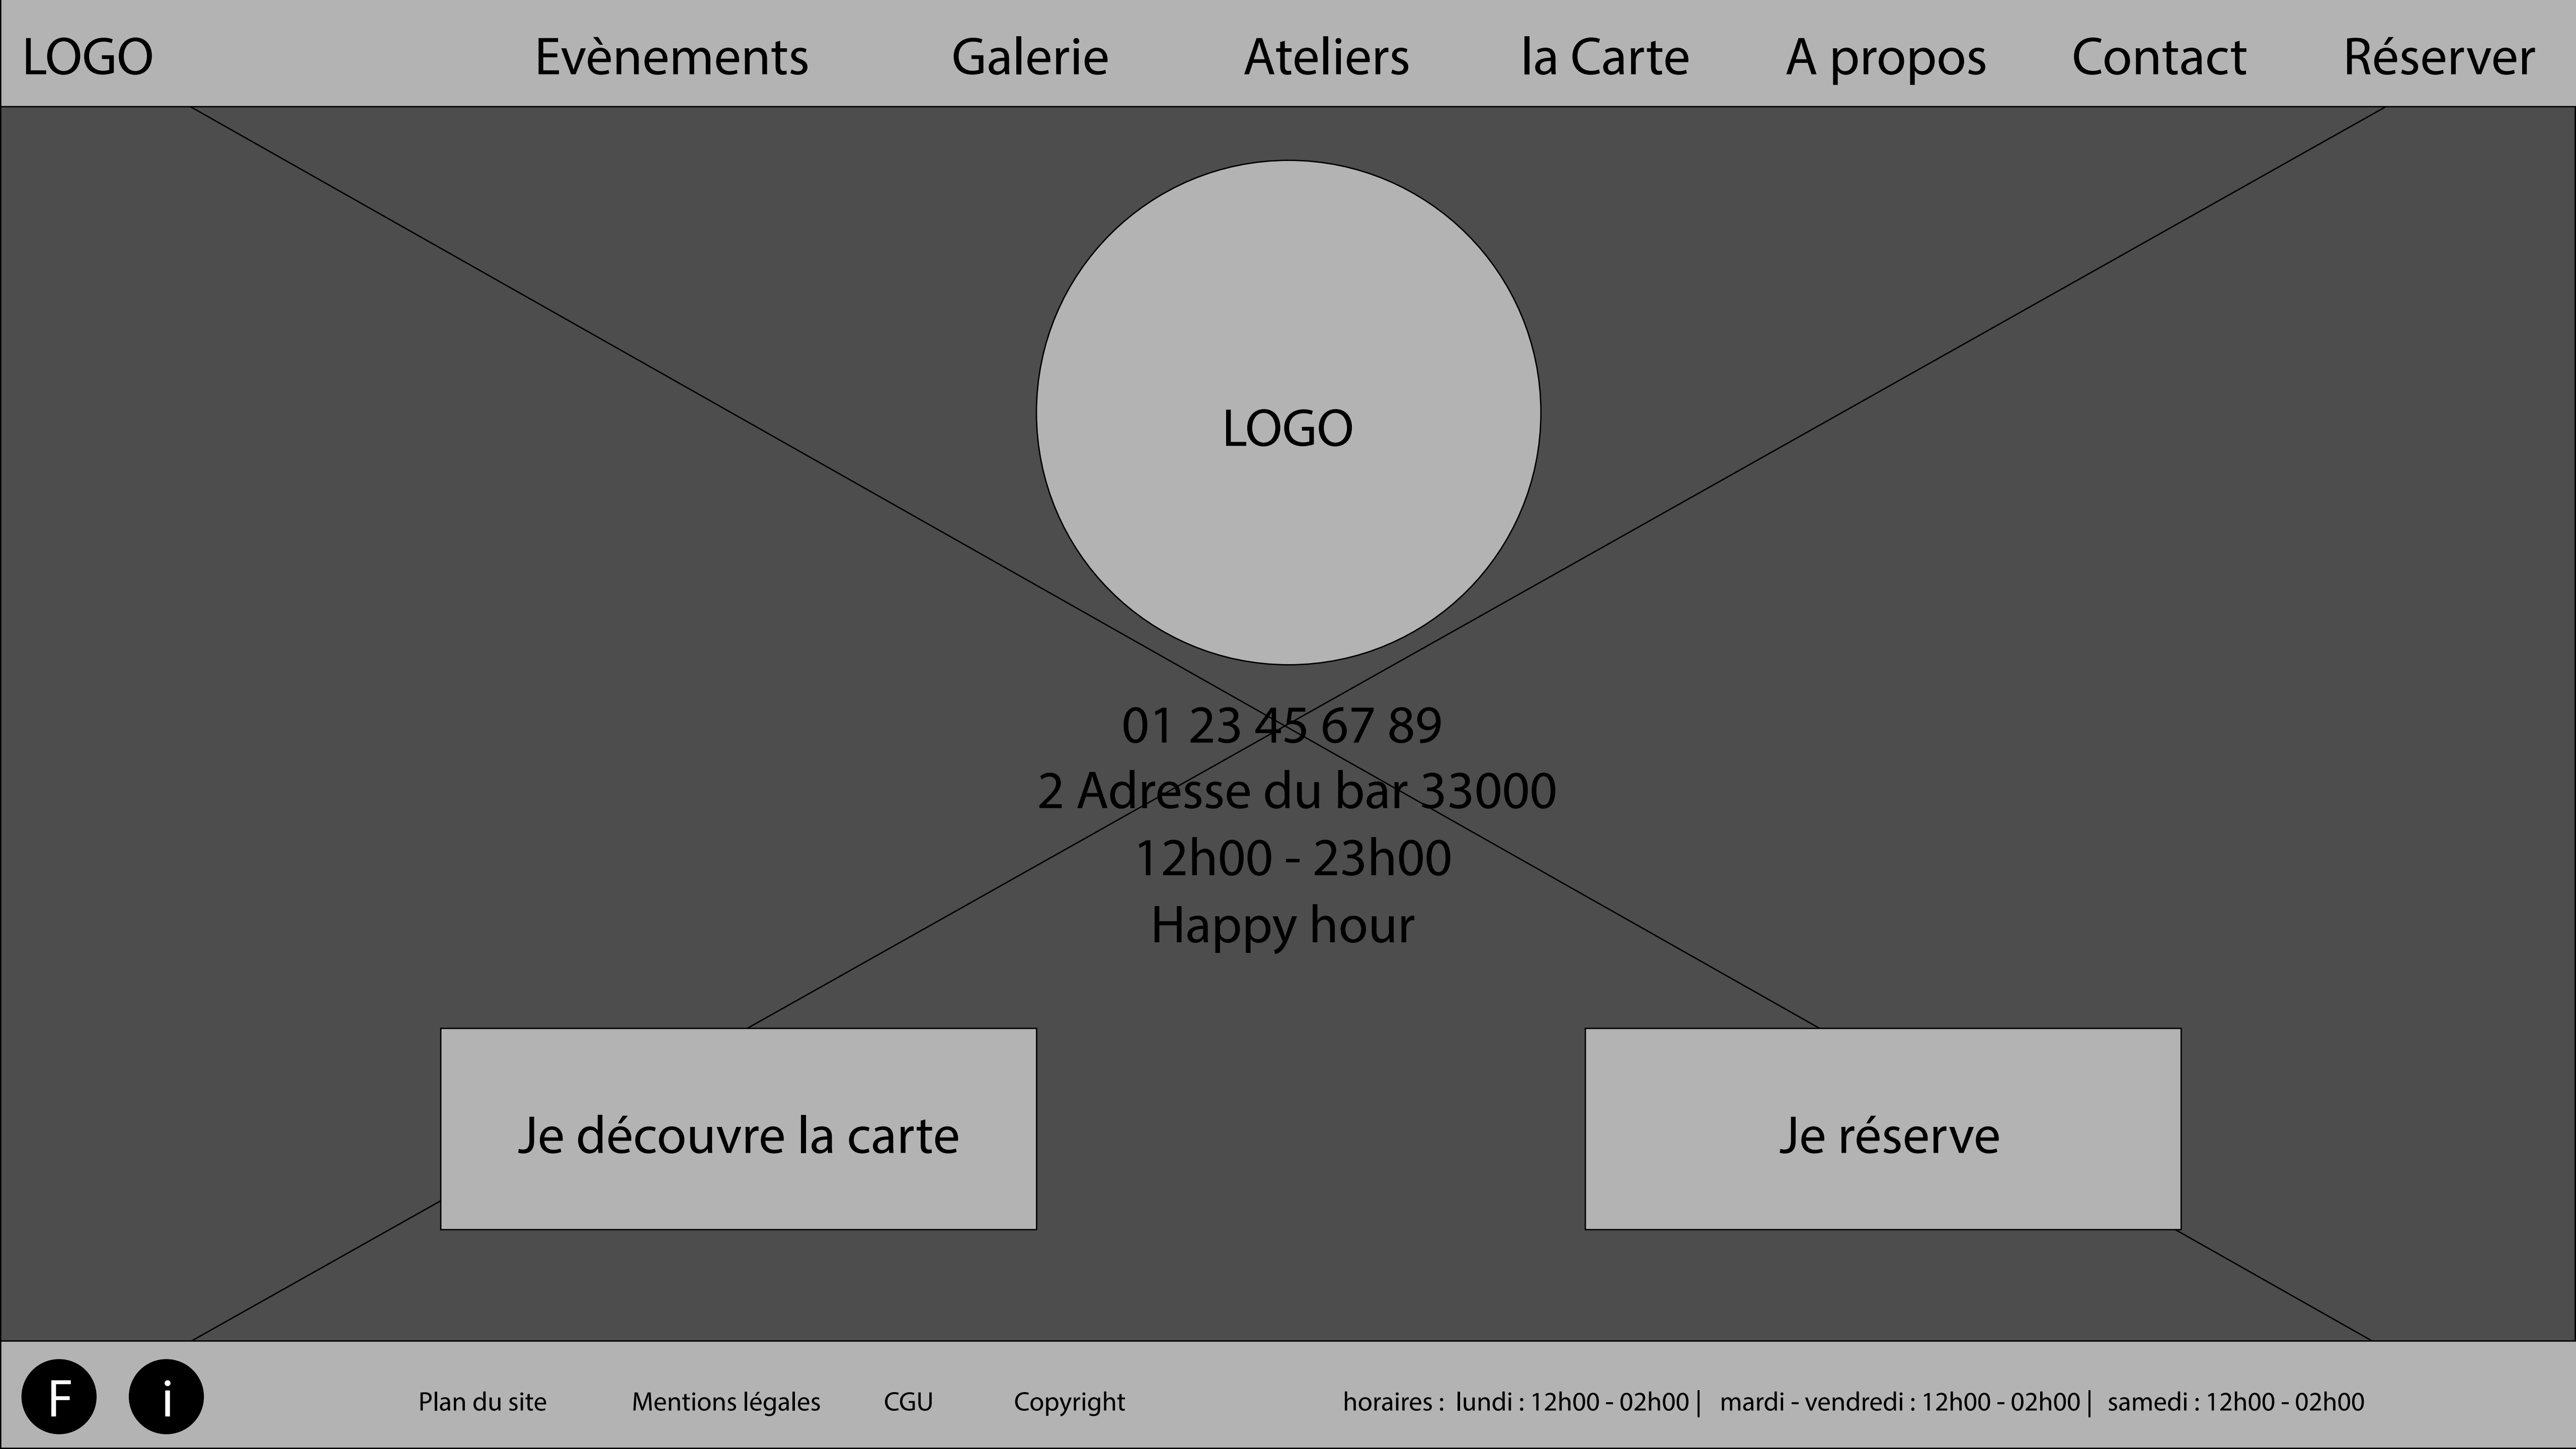 LOGO Evènements Galerie Ateliers la Carte A propos Contact Réserver
LOGO
01 23 45 67 89
2 Adresse du bar 33000
12h00 - 23h00
Happy hour
Je découvre la carte
Je réserve
F i Plan du site Mentions légales CGU Copyright horaires : lundi : 12h00 - 02h00 | mardi - vendredi : 12h00 - 02h00 | samedi : 12h00 - 02h00